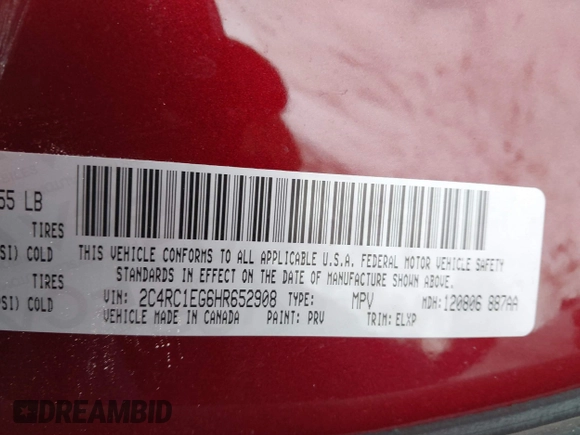 55 LB
TIRES
SI) COLD
TIRES
PSI) COLD
THIS VEHICLE CONFORMS TO ALL APPLICABLE U.S.A. FEDERAL MOTOR VEHICLE SAFETY
STANDARDS IN EFFECT ON THE DATE OF MANUFACTURE SHOWN ABOVE.
VIN: 2C4RC1EG6HR652908 TYPE: MPV MDH: 120806 887AA
VEHICLE MADE IN CANADA PAINT: PRV TRIM: ELXP
DREAMBID